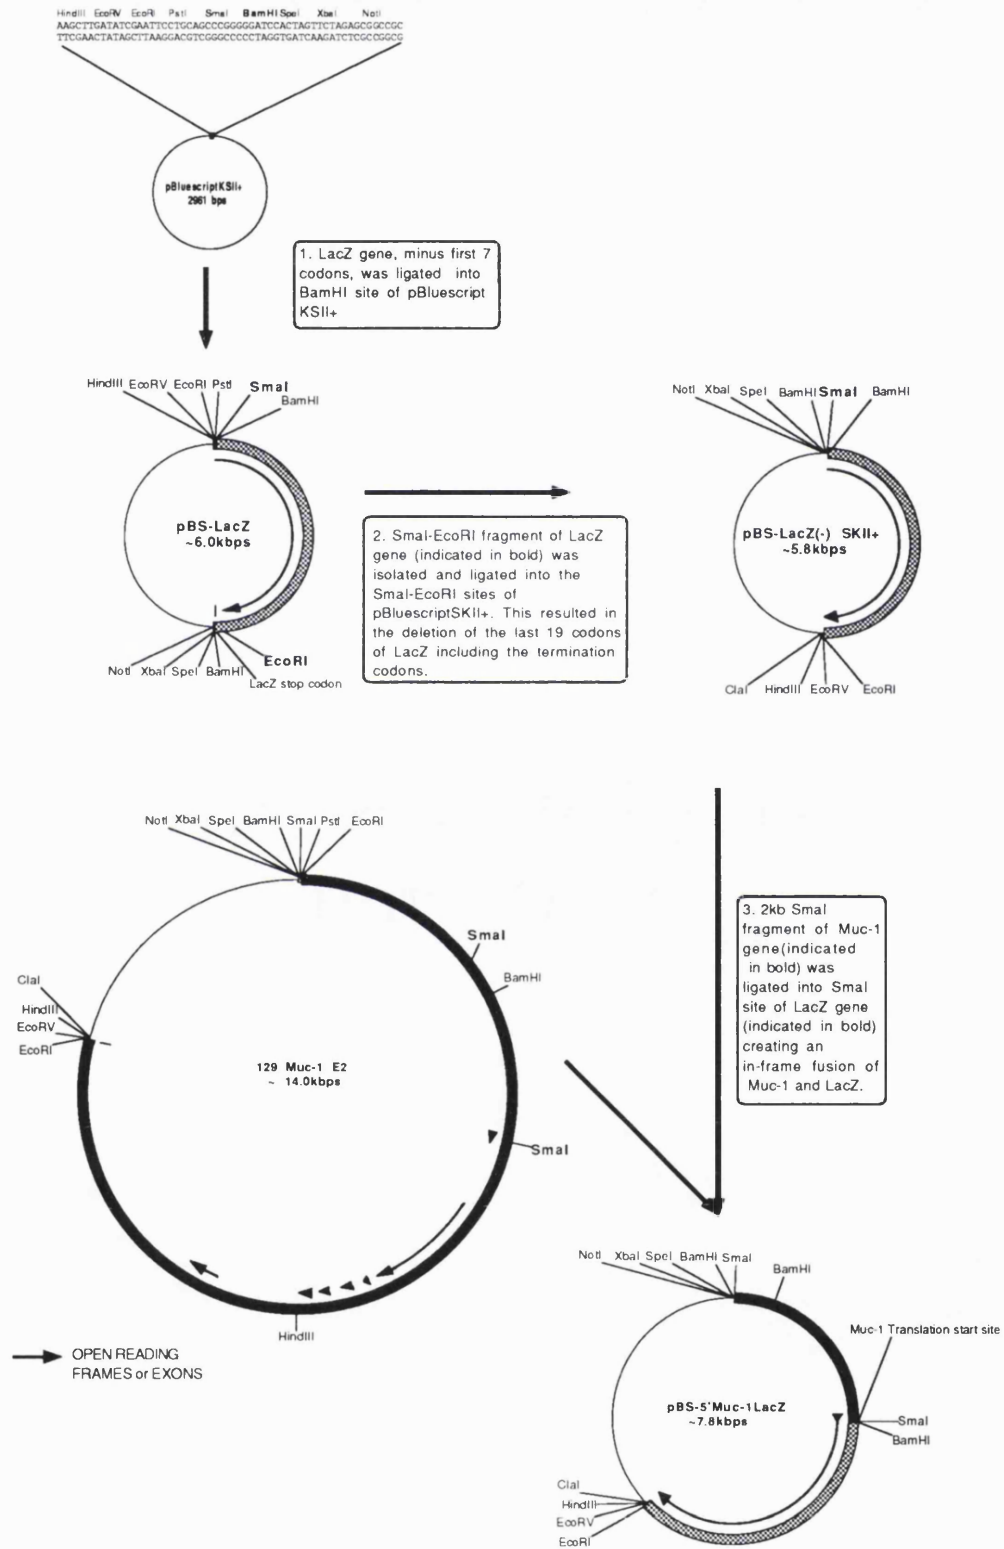 HindIII EcoRV EcoRI PstI SmaI BamHI SpeI XbaI NotI
AAGCTTGATATCGAATTCCTGCAGCCCGGGGGATCCACTAGTTCTAGAGCGGCCGC
TTCGAACTATAGCTTAAGGACGTCGGGCCCCCTAGGTGATCAAGATCTCGCCGGCG
pBluescriptKSII+
2961 bps
1. LacZ gene, minus first 7
codons, was ligated into
BamHI site of pBluescript
KSII+
HindIII EcoRV EcoRI PstI SmaI
BamHI
pBS-LacZ
~6.0kbps
EcoRI
NotI XbaI SpeI BamHI
LacZ stop codon
2. SmaI-EcoRI fragment of LacZ
gene (indicated in bold) was
isolated and ligated into the
SmaI-EcoRI sites of
pBluescriptSKII+. This resulted in
the deletion of the last 19 codons
of LacZ including the termination
codons.
NotI XbaI SpeI BamHI SmaI BamHI
pBS-LacZ(-) SKII+
~5.8kbps
ClaI HindIII EcoRV EcoRI
NotI XbaI SpeI BamHI SmaI PstI EcoRI
SmaI
BamHI
ClaI
HindIII
EcoRV
EcoRI
129 Muc-1 E2
~ 14.0kbps
SmaI
HindIII
3. 2kb SmaI
fragment of Muc-1
gene(indicated
in bold) was
ligated into SmaI
site of LacZ gene
(indicated in bold)
creating an
in-frame fusion of
Muc-1 and LacZ.
OPEN READING
FRAMES or EXONS
NotI XbaI SpeI BamHI SmaI
BamHI
Muc-1 Translation start site
pBS-5'Muc-1LacZ
~7.8kbps
SmaI
BamHI
ClaI
HindIII
EcoRV
EcoRI